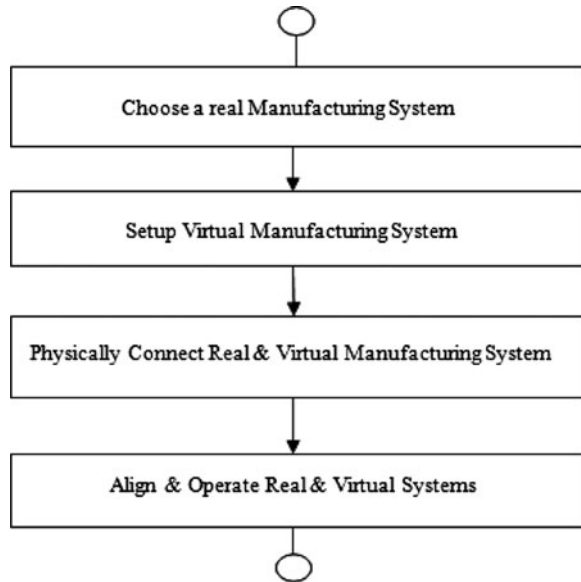 Choose a real Manufacturing System
Setup Virtual Manufacturing System
Physically Connect Real & Virtual Manufacturing System
Align & Operate Real & Virtual Systems